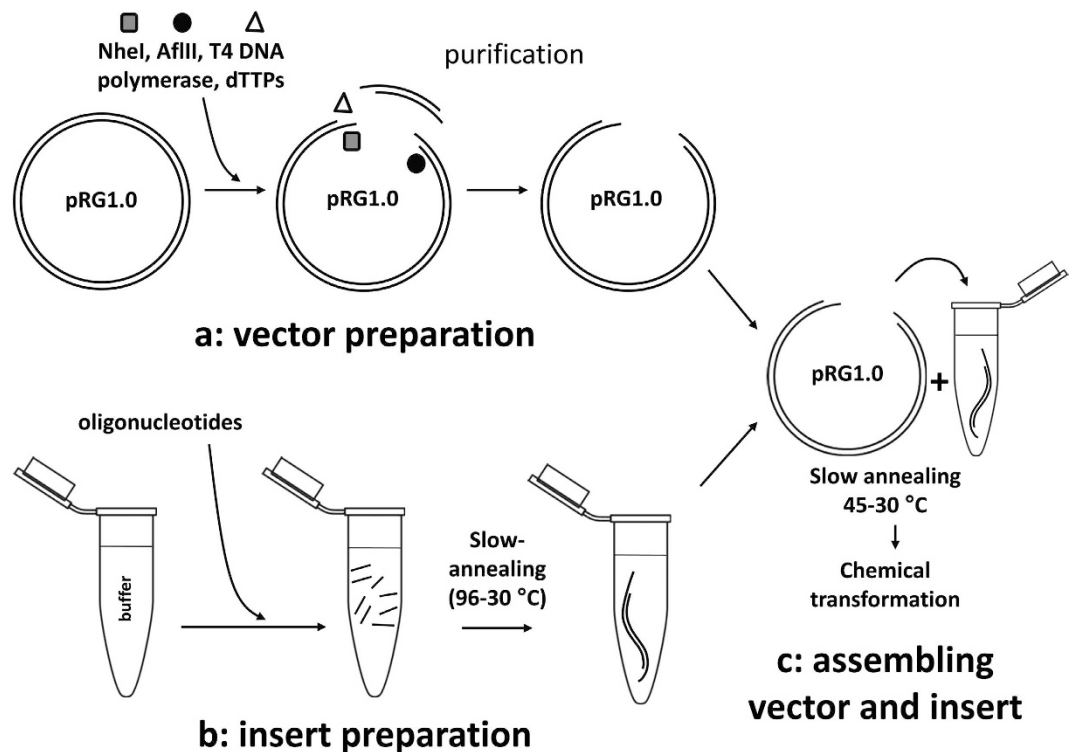 NheI, AflII, T4 DNA
polymerase, dTTPs
purification
pRG1.0
pRG1.0
pRG1.0
a: vector preparation
pRG1.0
+
oligonucleotides
buffer
Slow-
annealing
(96-30 °C)
Slow annealing
45-30 °C
Chemical
transformation
b: insert preparation
c: assembling
vector and insert